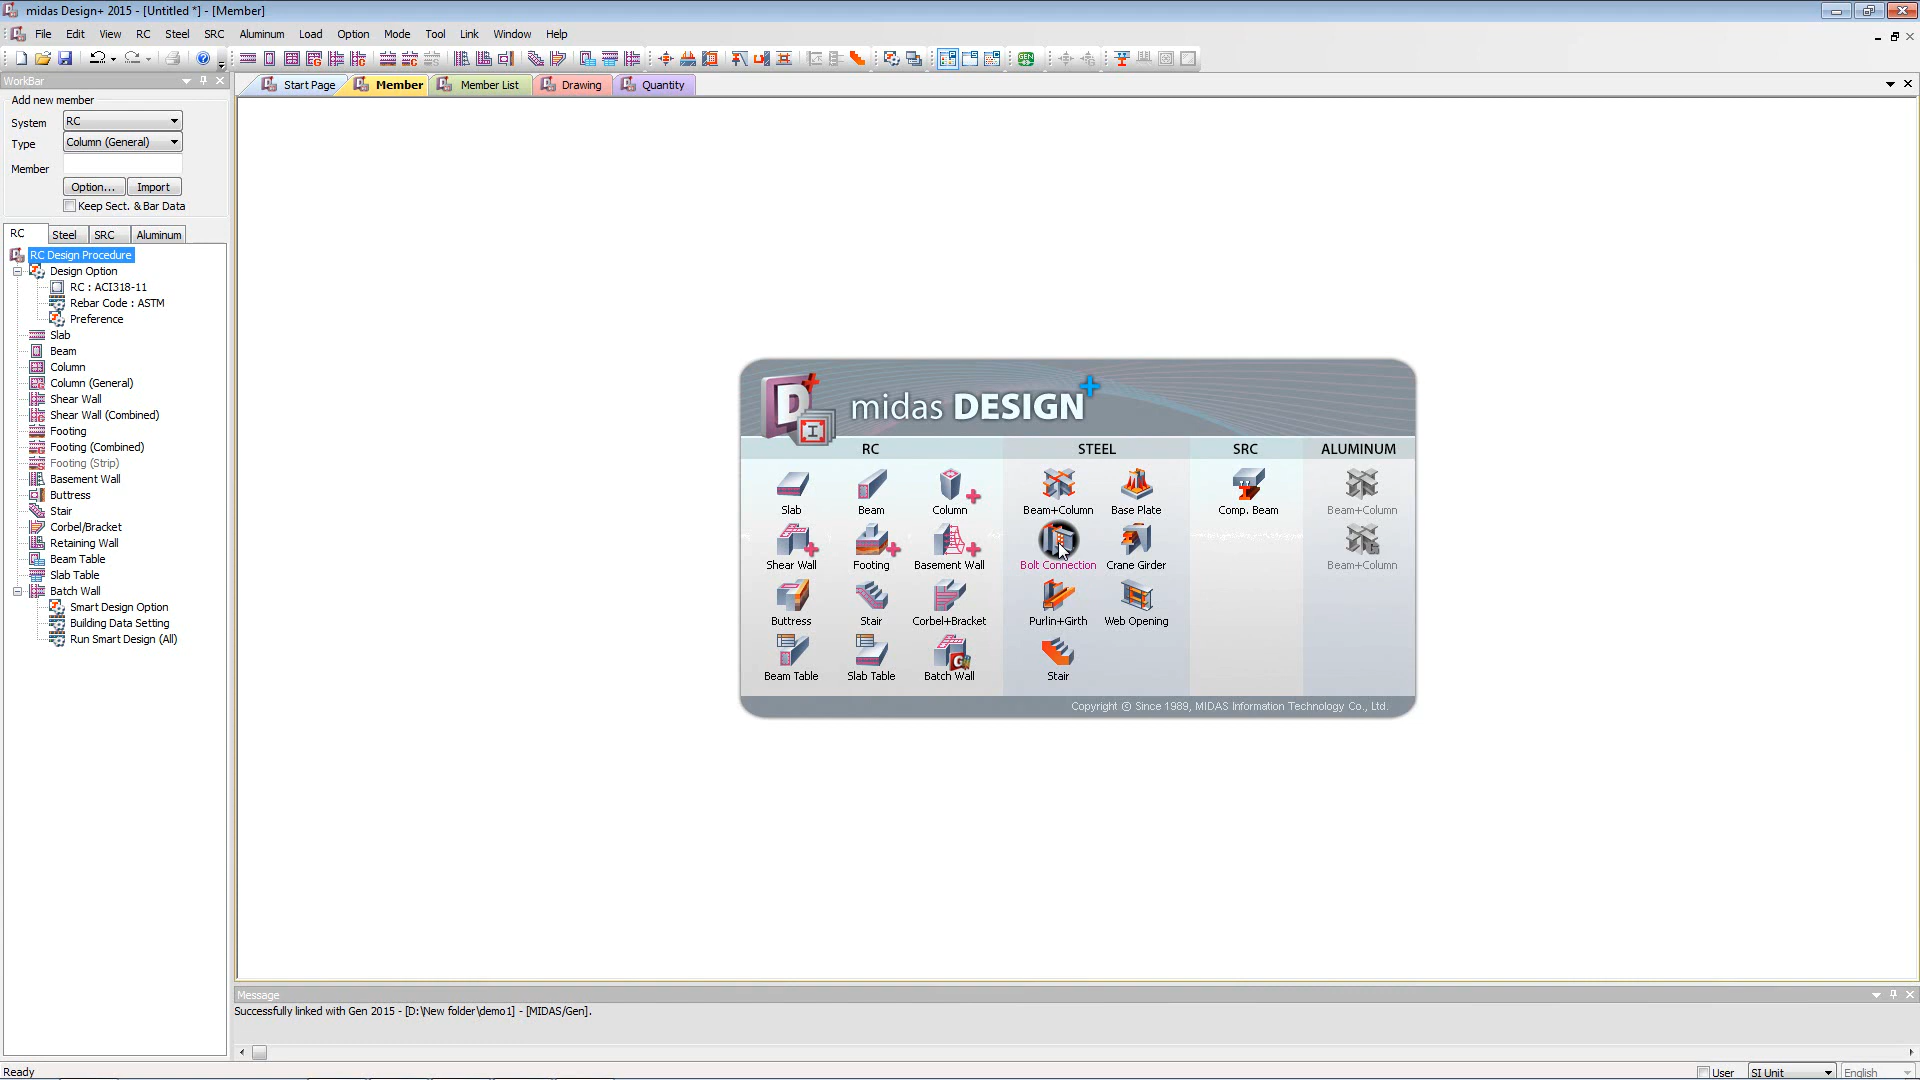 midas Design+ 2015 - [Untitled *] - [Member]
File Edit View RC Steel SRC Aluminum Load Option Mode Tool Link Window Help
WorkBar
Start Page Member Member List Drawing Quantity
Add new member
System RC
Type Column (General)
Member
Option... Import
Keep Sect. & Bar Data
RC Steel SRC Aluminum
RC Design Procedure
Design Option
RC : ACI318-11
Rebar Code : ASTM
Preference
Slab
Beam
Column
Column (General)
Shear Wall
Shear Wall (Combined)
Footing
Footing (Combined)
Footing (Strip)
Basement Wall
Buttress
Stair
Corbel/Bracket
Retaining Wall
Beam Table
Slab Table
Batch Wall
Smart Design Option
Building Data Setting
Run Smart Design (All)
midas DESIGN+
RC STEEL SRC ALUMINUM
Slab Beam Column Beam+Column Base Plate Comp. Beam Beam+Column
Shear Wall Footing Basement Wall Bolt Connection Crane Girder Beam+Column
Buttress Stair Corbel+Bracket Purlin+Girth Web Opening
Beam Table Slab Table Batch Wall Stair
Copyright © Since 1989, MIDAS Information Technology Co., Ltd.
Message
Successfully linked with Gen 2015 - [D:\New folder\demo1] - [MIDAS/Gen].
Ready User SI Unit English